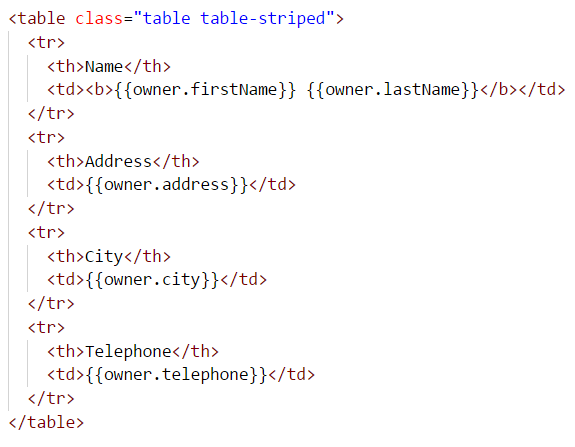 <table class="table table-striped">
  <tr>
    <th>Name</th>
    <td><b>{{owner.firstName}} {{owner.lastName}}</b></td>
  </tr>
  <tr>
    <th>Address</th>
    <td>{{owner.address}}</td>
  </tr>
  <tr>
    <th>City</th>
    <td>{{owner.city}}</td>
  </tr>
  <tr>
    <th>Telephone</th>
    <td>{{owner.telephone}}</td>
  </tr>
</table>